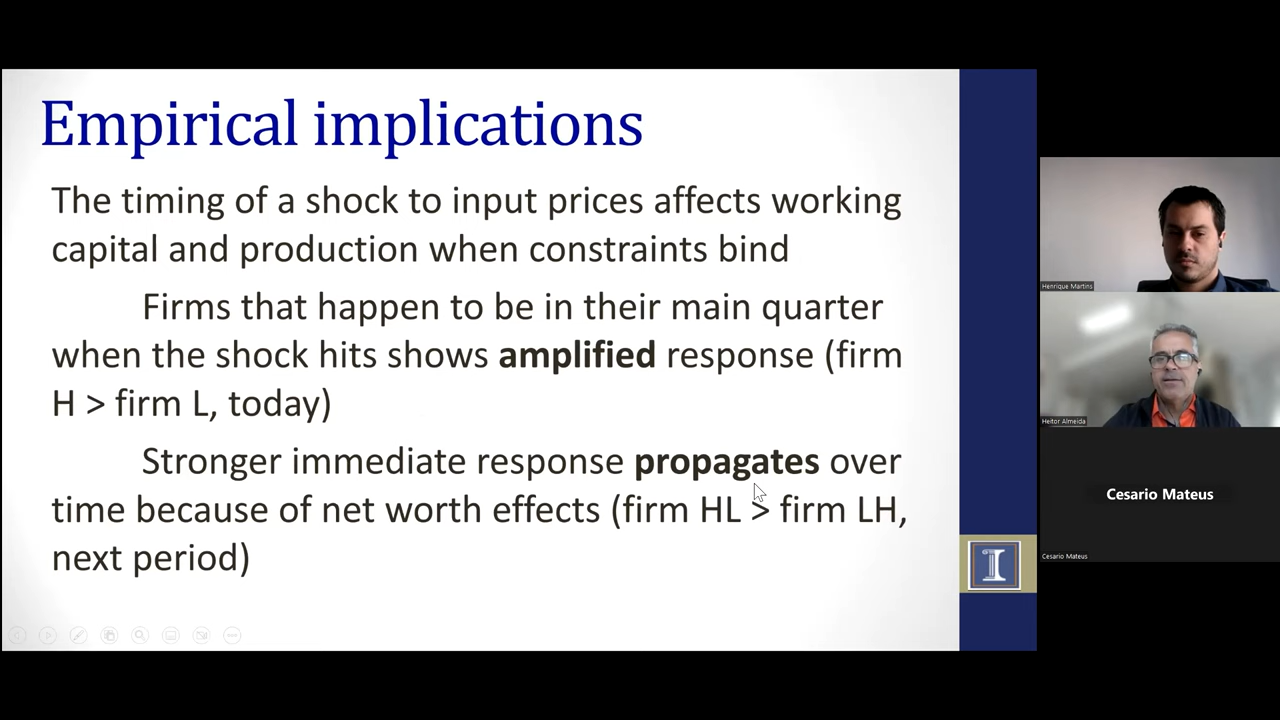 Empirical implications
The timing of a shock to input prices affects working
capital and production when constraints bind
Firms that happen to be in their main quarter
when the shock hits shows amplified response (firm
H > firm L, today)
Stronger immediate response propagates over
time because of net worth effects (firm HL > firm LH,
next period)
I
Henrique Martins
Heitor Almeida
Cesario Mateus
Cesario Mateus